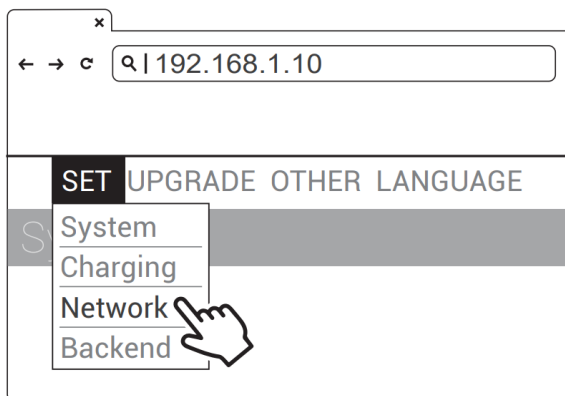 192.168.1.10
SET UPGRADE OTHER LANGUAGE
System
Charging
Network
Backend